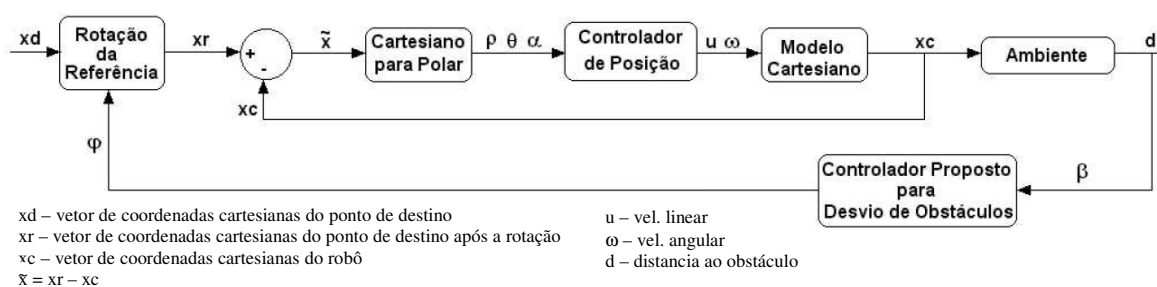 xd
Rotação
da
Referência
xr
+
-
x̃
Cartesiano
para Polar
ρ θ α
Controlador
de Posição
u ω
Modelo
Cartesiano
xc
Ambiente
d
xc
φ
Controlador Proposto
para
Desvio de Obstáculos
β
xd – vetor de coordenadas cartesianas do ponto de destino
xr – vetor de coordenadas cartesianas do ponto de destino após a rotação
xc – vetor de coordenadas cartesianas do robô
x̃ = xr – xc
u – vel. linear
ω – vel. angular
d – distancia ao obstáculo